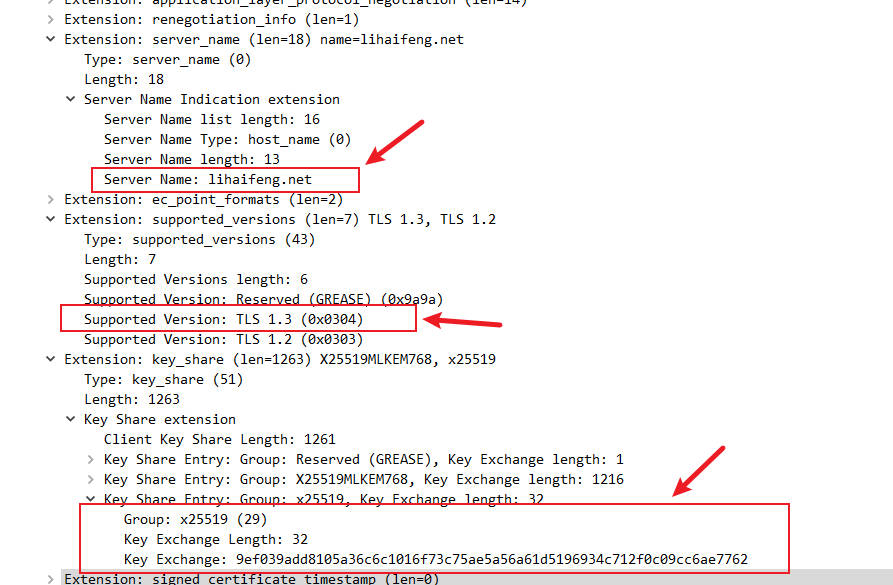 Extension: application_layer_protocol_negotiation (len=14)
Extension: renegotiation_info (len=1)
Extension: server_name (len=18) name=lihaifeng.net
Type: server_name (0)
Length: 18
Server Name Indication extension
Server Name list length: 16
Server Name Type: host_name (0)
Server Name length: 13
Server Name: lihaifeng.net
Extension: ec_point_formats (len=2)
Extension: supported_versions (len=7) TLS 1.3, TLS 1.2
Type: supported_versions (43)
Length: 7
Supported Versions length: 6
Supported Version: Reserved (GREASE) (0x9a9a)
Supported Version: TLS 1.3 (0x0304)
Supported Version: TLS 1.2 (0x0303)
Extension: key_share (len=1263) X25519MLKEM768, x25519
Type: key_share (51)
Length: 1263
Key Share extension
Client Key Share Length: 1261
Key Share Entry: Group: Reserved (GREASE), Key Exchange length: 1
Key Share Entry: Group: X25519MLKEM768, Key Exchange length: 1216
Key Share Entry: Group: x25519, Key Exchange length: 32
Group: x25519 (29)
Key Exchange Length: 32
Key Exchange: 9ef039add8105a36c6c1016f73c75ae5a56a61d5196934c712f0c09cc6ae7762
Extension: signed_certificate_timestamp (len=0)